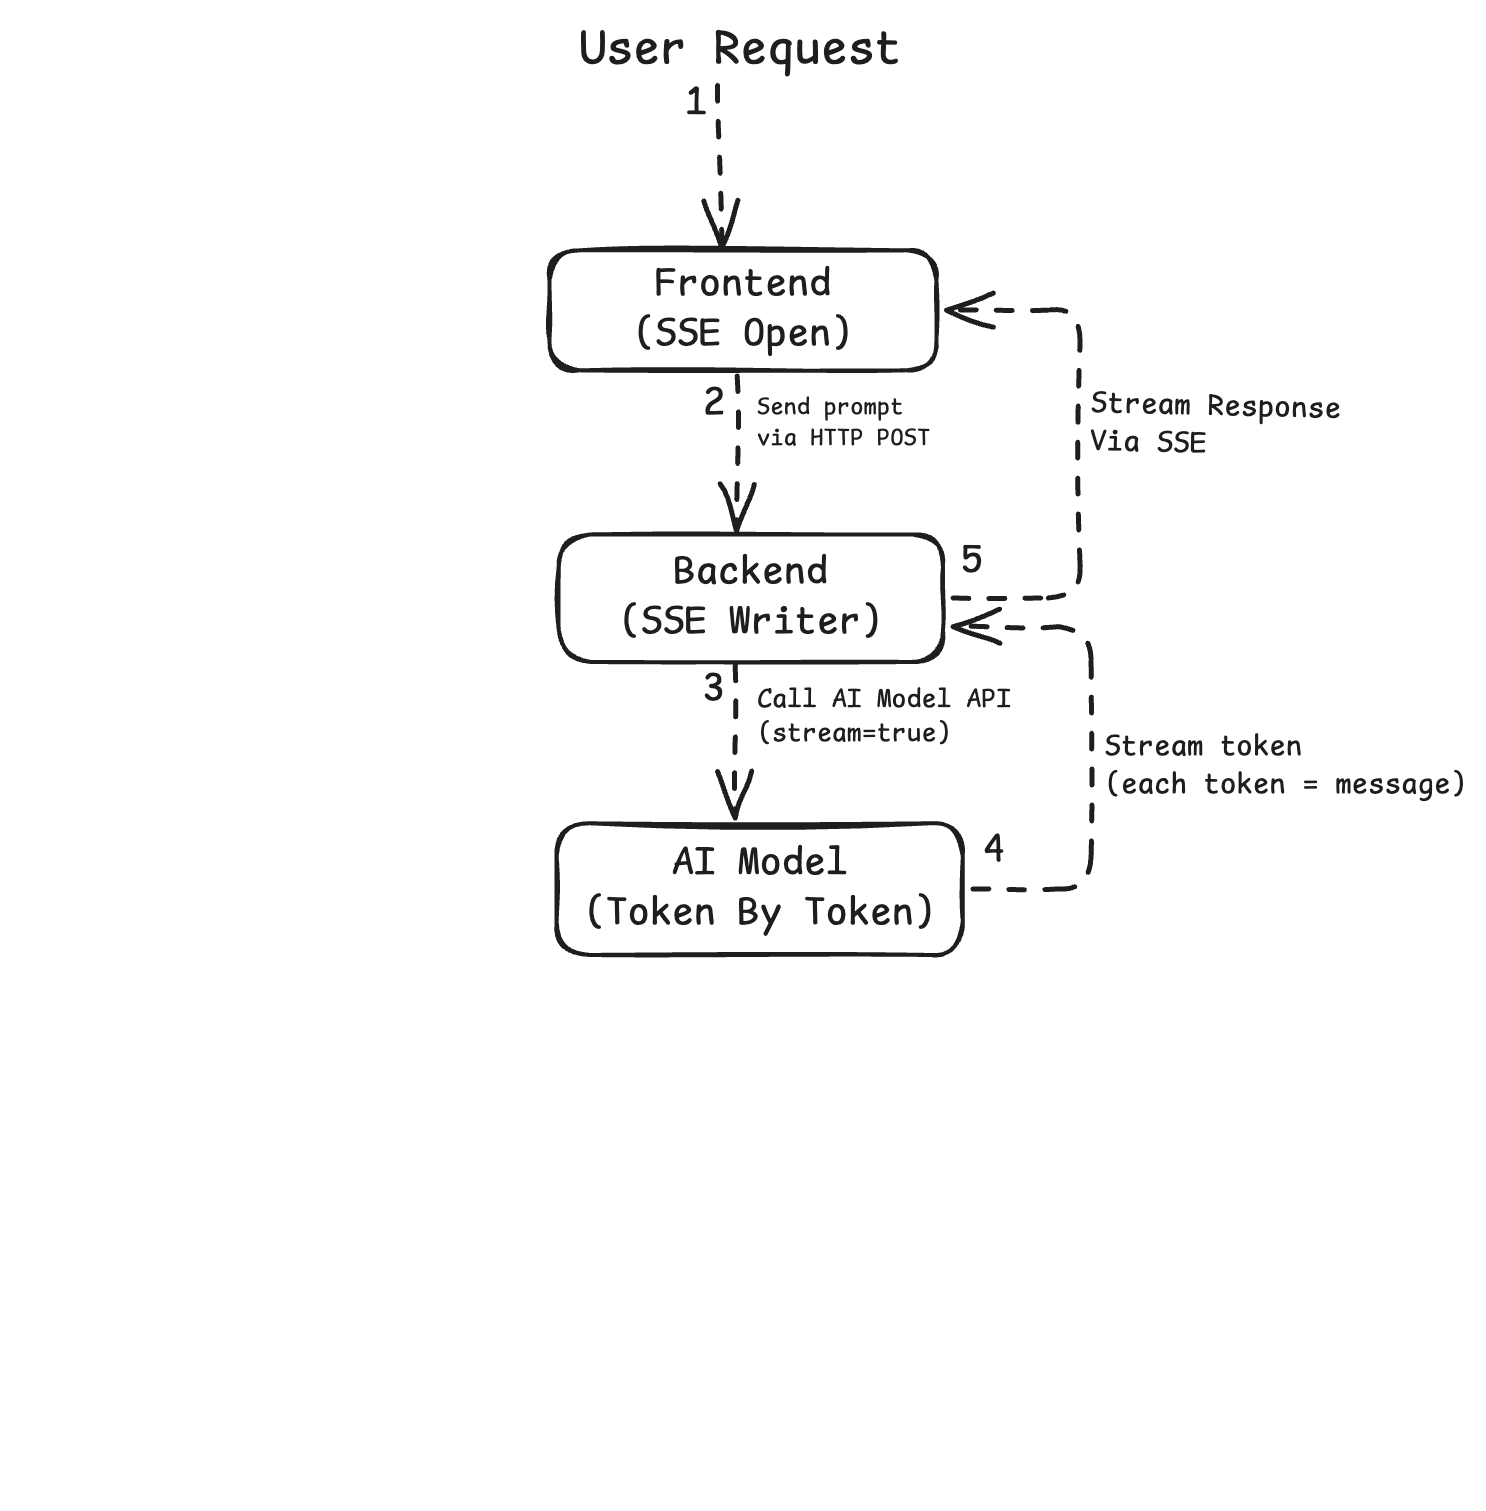 User Request
1
Frontend
(SSE Open)
2
Send prompt
via HTTP POST
Stream Response
Via SSE
Backend
(SSE Writer)
5
3
Call AI Model API
(stream=true)
Stream token
(each token = message)
AI Model
(Token By Token)
4